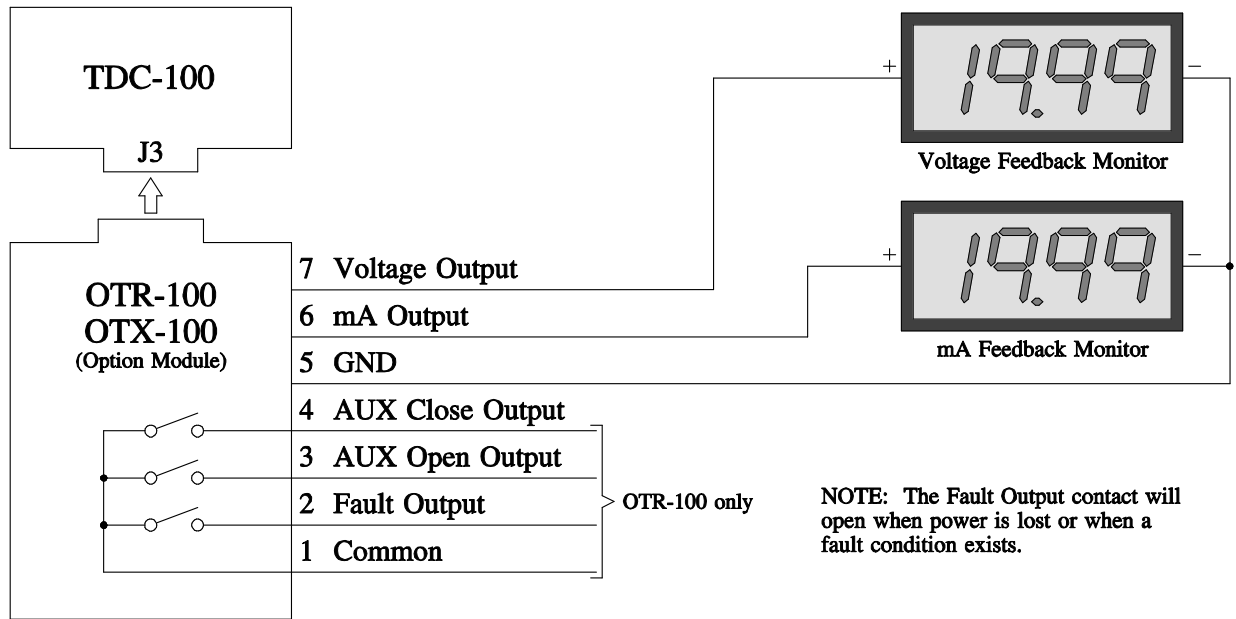 TDC-100
J3
OTR-100
OTX-100
(Option Module)
7 Voltage Output
6 mA Output
5 GND
4 AUX Close Output
3 AUX Open Output
2 Fault Output
1 Common
OTR-100 only
+ 19.99 −
Voltage Feedback Monitor
+ 19.99 −
mA Feedback Monitor
NOTE: The Fault Output contact will
open when power is lost or when a
fault condition exists.